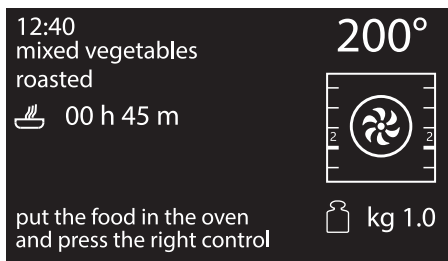 12:40
200°
mixed vegetables
roasted
00 h 45 m
2 2
put the food in the oven
kg 1.0
and press the right control